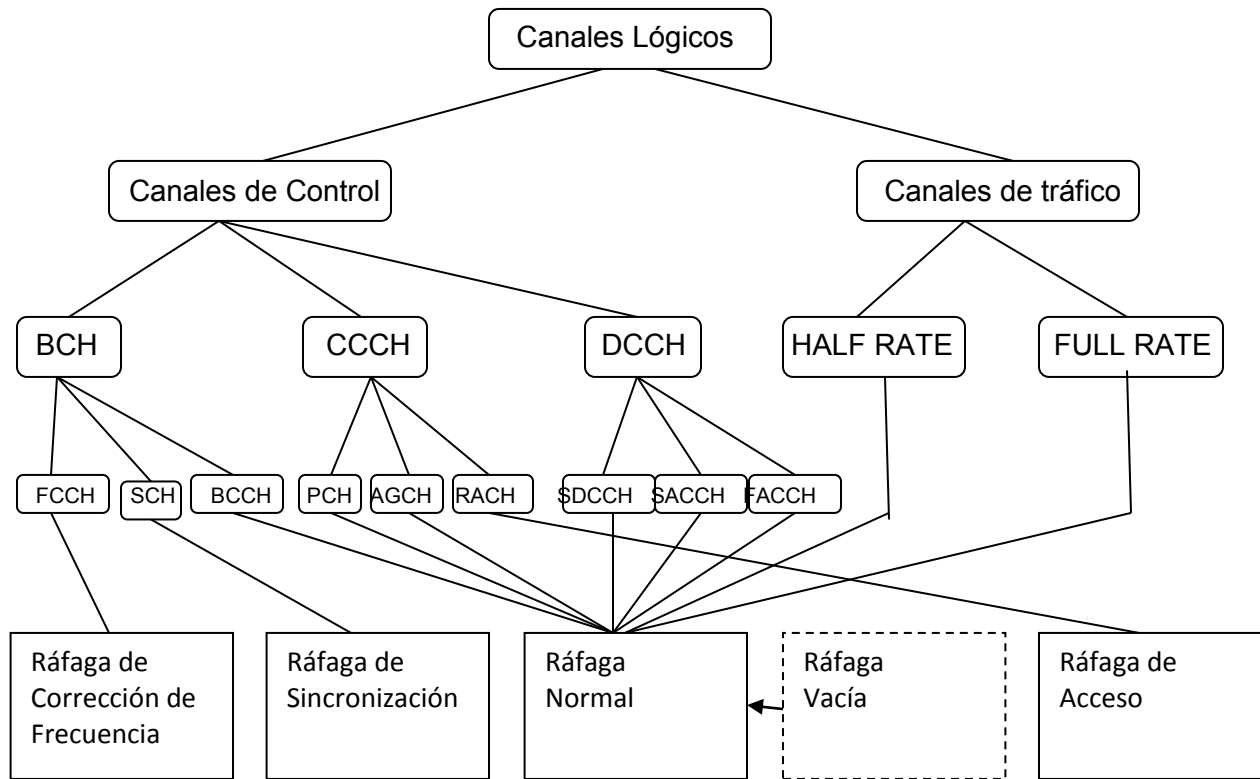 Canales Lógicos
Canales de Control
Canales de tráfico
BCH
CCCH
DCCH
HALF RATE
FULL RATE
FCCH
SCH
BCCH
PCH
AGCH
RACH
SDCCH
SACCH
FACCH
Ráfaga de
Corrección de
Frecuencia
Ráfaga de
Sincronización
Ráfaga
Normal
Ráfaga
Vacía
Ráfaga de
Acceso